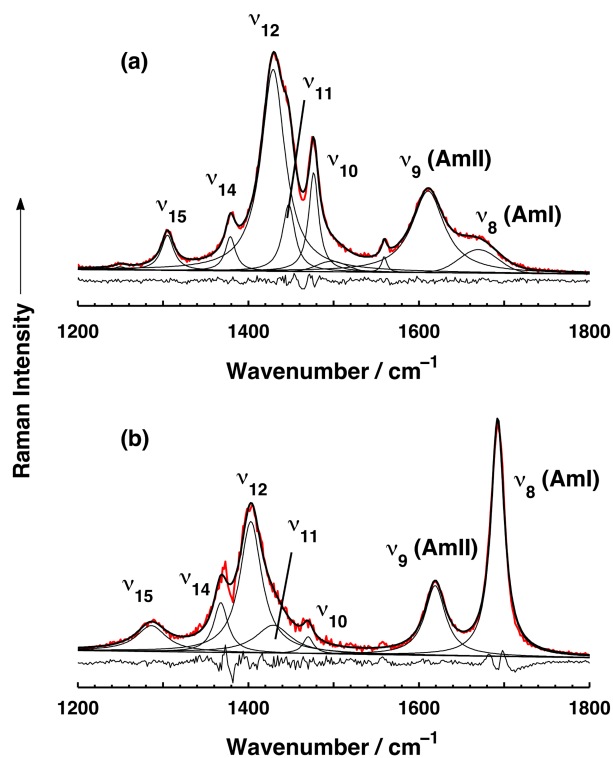 (a)
ν12
ν11
ν10
ν14
ν15
ν9 (AmII)
ν8 (AmI)
1200 1400 1600 1800
Wavenumber / cm−1
Raman Intensity
(b)
ν12
ν11
ν10
ν14
ν15
ν9 (AmII)
ν8 (AmI)
1200 1400 1600 1800
Wavenumber / cm−1